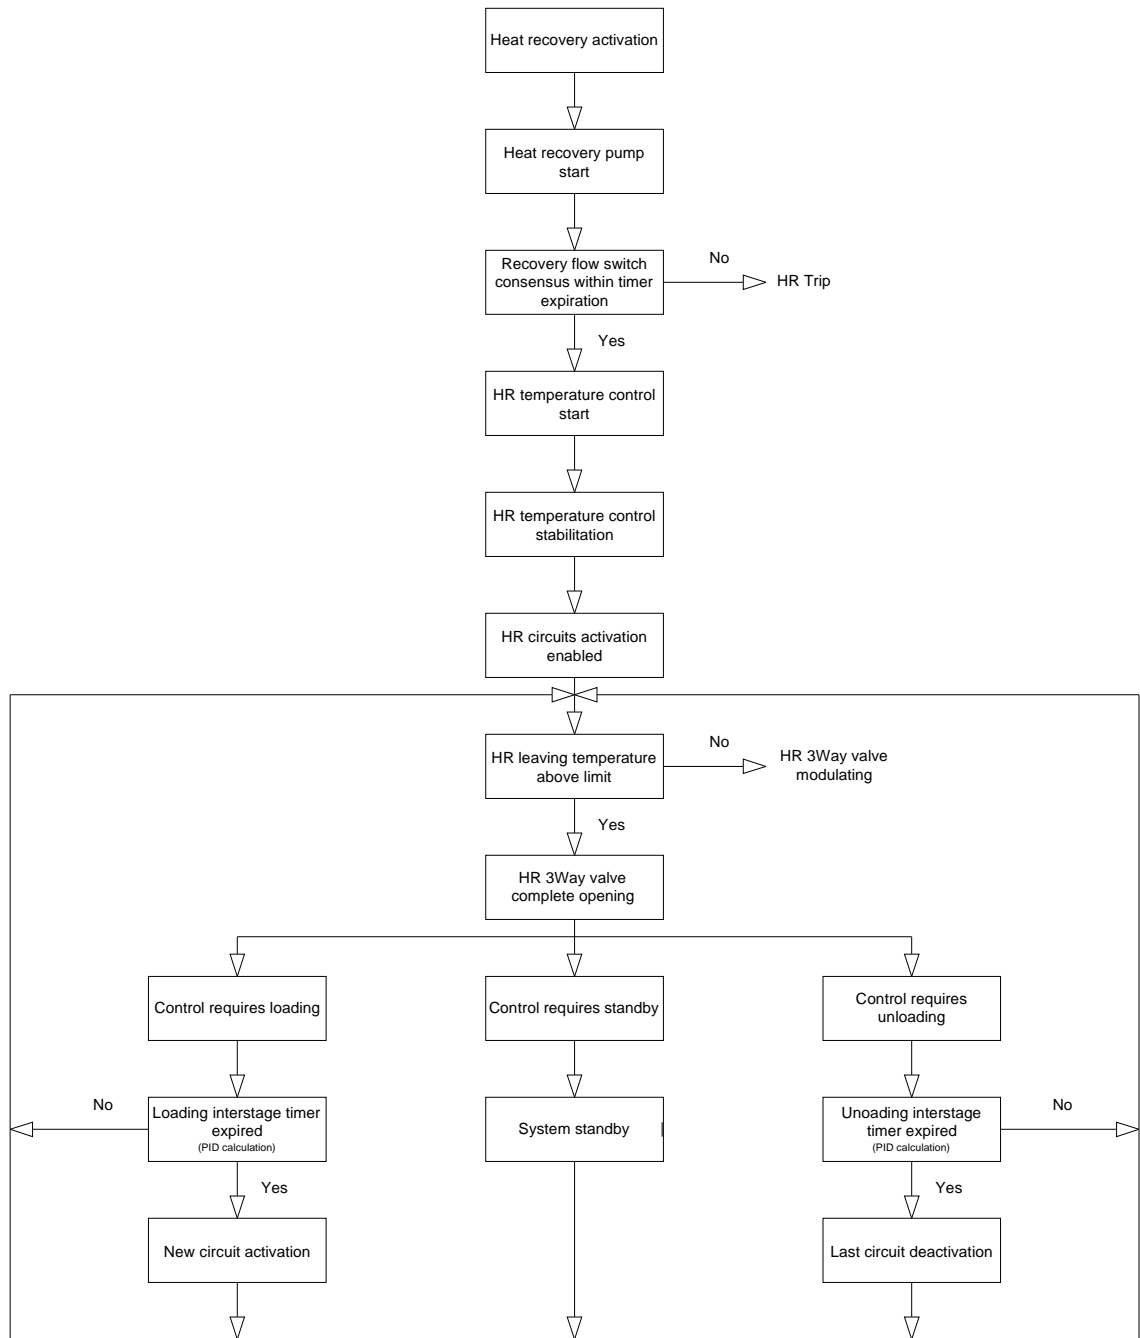 Heat recovery activation
Heat recovery pump
start
Recovery flow switch
consensus within timer
expiration
No
HR Trip
Yes
HR temperature control
start
HR temperature control
stabilitation
HR circuits activation
enabled
HR leaving temperature
above limit
No
HR 3Way valve
modulating
Yes
HR 3Way valve
complete opening
Control requires loading
Control requires standby
Control requires
unloading
No
Loading interstage timer
expired
(PID calculation)
System standby
Unoading interstage
timer expired
(PID calculation)
No
Yes
Yes
New circuit activation
Last circuit deactivation